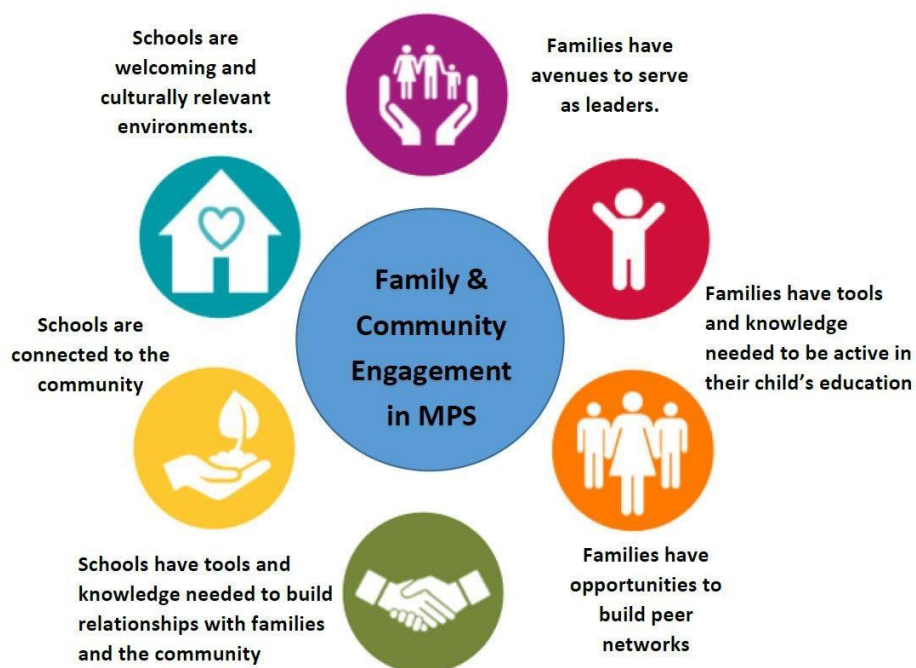 Schools are
welcoming and
culturally relevant
environments.
Families have
avenues to serve
as leaders.
Family &
Community
Engagement
in MPS
Families have tools
and knowledge
needed to be active in
their child’s education
Schools are
connected to the
community
Schools have tools and
knowledge needed to build
relationships with families
and the community
Families have
opportunities to
build peer
networks